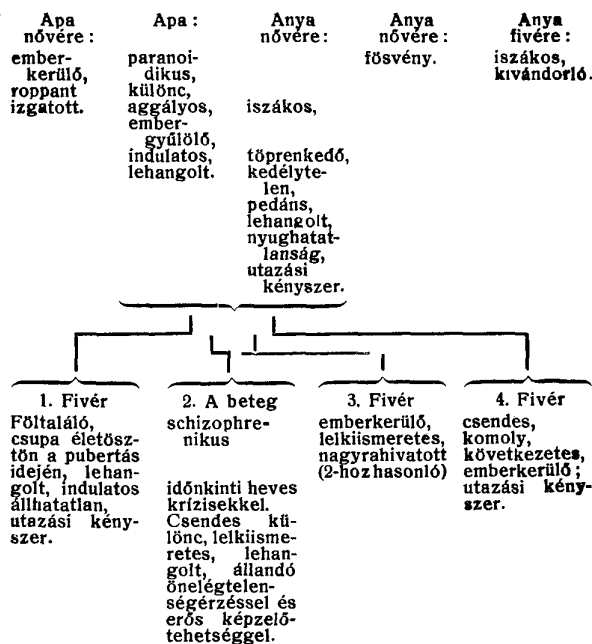 Apa
nővére :
ember-
kerülő,
roppant
izgatott.
Apa :
paranoi-
dikus,
különc,
aggályos,
ember-
gyűlölő,
indulatos,
lehangolt.
Anya
nővére :
iszákos,
töprenkedő,
kedélyte-
len,
pedáns,
lehangolt,
nyughatat-
lanság,
utazási
kényszer.
Anya
nővére :
fösvény.
Anya
fivére :
iszákos,
kivándorló.
1. Fivér
Föltaláló,
csupa életösz-
tön a pubertás
idején, lehan-
golt, indulatos
állhatatlan,
utazási kény-
szer.
2. A beteg
schizophre-
nikus
időnkinti heves
krízisekkel.
Csendes kü-
lönc, lelkiisme-
retes, lehan-
golt, állandó
önelégtelen-
ségérzéssel és
erős képzelő-
tehetséggel.
3. Fivér
emberkerülő,
lelkiismeretes,
nagyrahivatott
(2-höz hasonló)
4. Fivér
csendes,
komoly,
következetes,
emberkerülő ;
utazási kény-
szer.